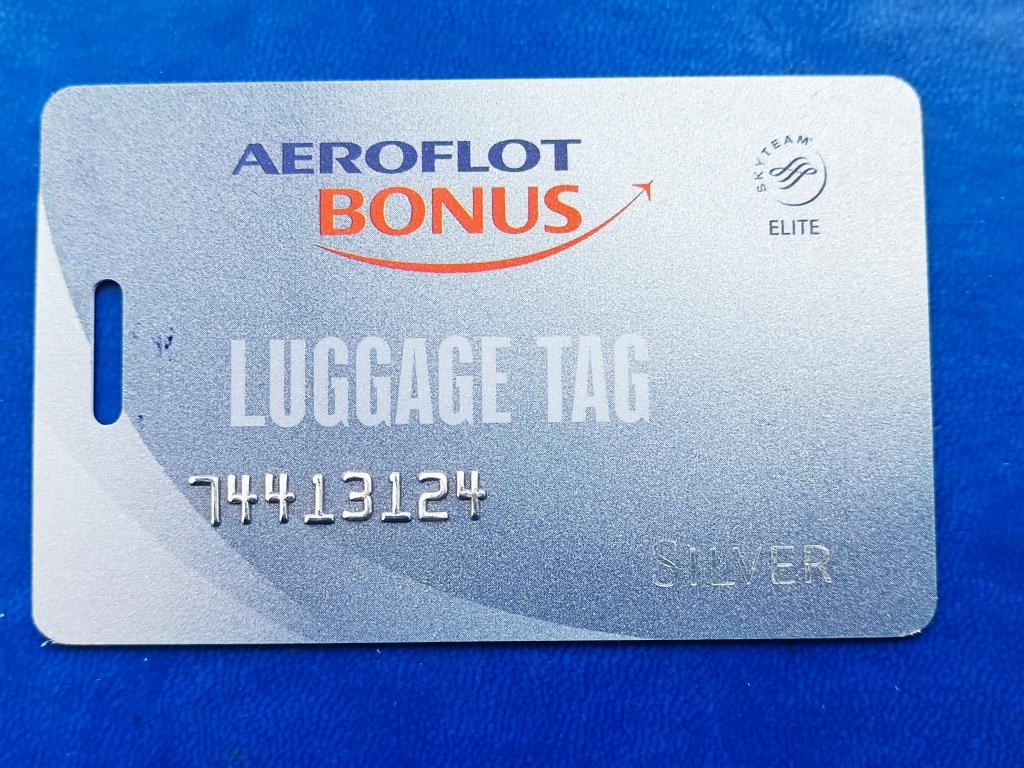 AEROFLOT
BONUS
SKYTEAM
ELITE
LUGGAGE TAG
74413124
SILVER